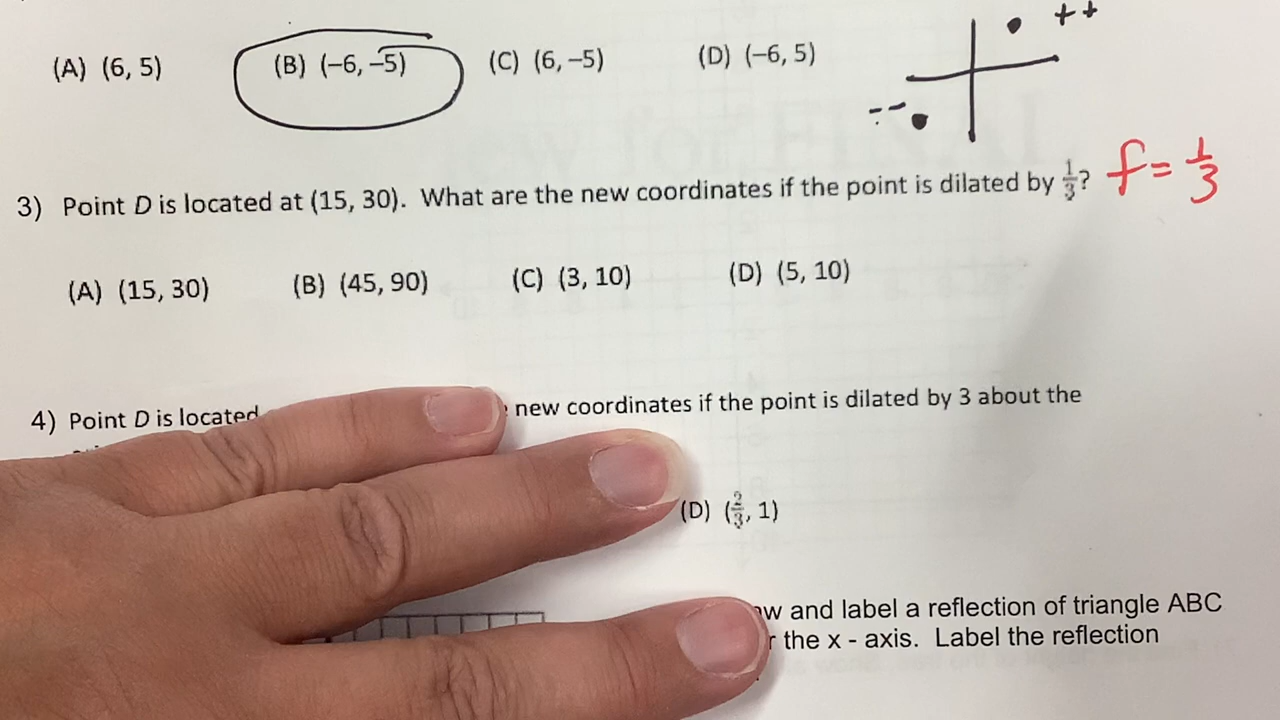 (A) (6, 5) (B) (−6, −5) (C) (6, −5) (D) (−6, 5)
++
--
3) Point D is located at (15, 30). What are the new coordinates if the point is dilated by 1/3? f = 1/3
(A) (15, 30) (B) (45, 90) (C) (3, 10) (D) (5, 10)
4) Point D is located new coordinates if the point is dilated by 3 about the
(D) (2/3, 1)
and label a reflection of triangle ABC
the x - axis. Label the reflection